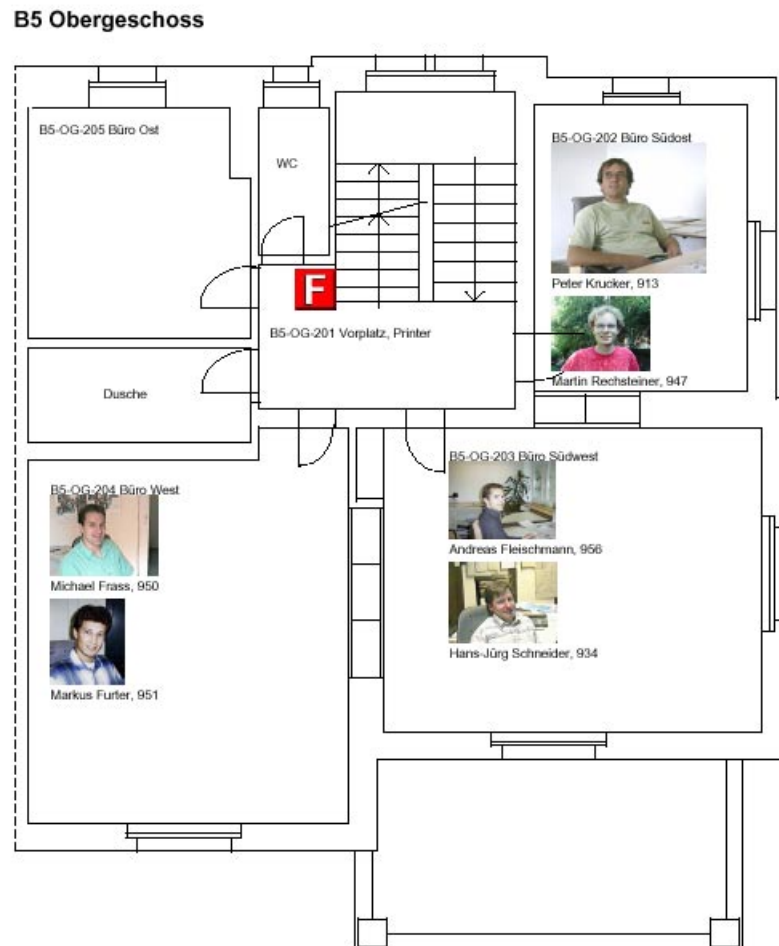 B5 Obergeschoss
B5-OG-205 Büro Ost
WC
B5-OG-202 Büro Südost
Peter Krucker, 913
F
B5-OG-201 Vorplatz, Printer
Martin Rechsteiner, 947
Dusche
B5-OG-204 Büro West
Michael Frass, 950
Markus Furter, 951
B5-OG-203 Büro Südwest
Andreas Fleischmann, 956
Hans-Jürg Schneider, 934